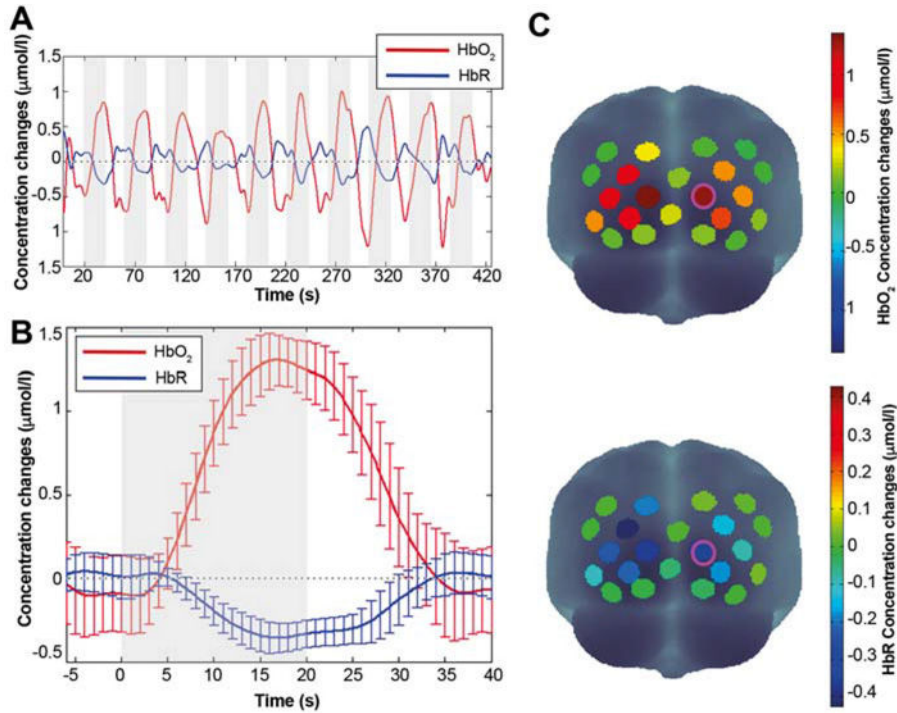 A
Concentration changes (μmol/l)
1.5
1
0.5
0
-0.5
1
1.5
HbO2
HbR
20 70 120 170 220 270 320 370 420
Time (s)
B
Concentration changes (μmol/l)
1.5
1
0.5
0
-0.5
HbO2
HbR
-5 0 5 10 15 20 25 30 35 40
Time (s)
C
1
0.5
0
-0.5
1
HbO2 Concentration changes (μmol/l)
0.4
0.3
0.2
0.1
0
-0.1
-0.2
-0.3
-0.4
HbR Concentration changes (μmol/l)